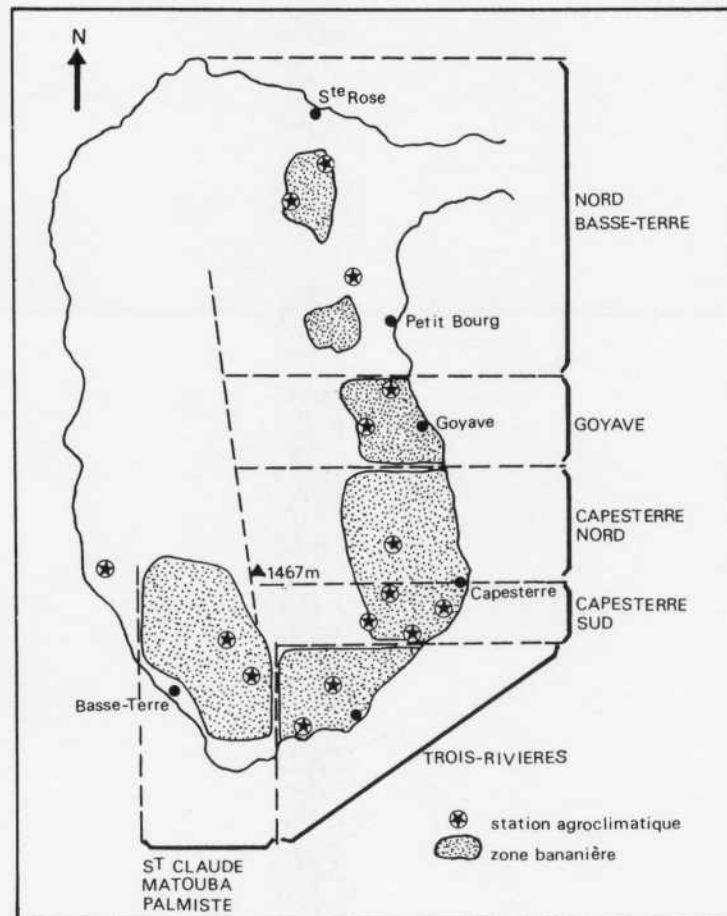 N
Sте Rose
NORD
BASSE-TERRE
Petit Bourg
Goyave
GOYAVE
CAPESTERRE
NORD
1467m
Capesterre
CAPESTERRE
SUD
Basse-Terre
TROIS-RIVIERES
station agroclimatique
zone bananière
ST CLAUDE
MATOUBA
PALMISTE